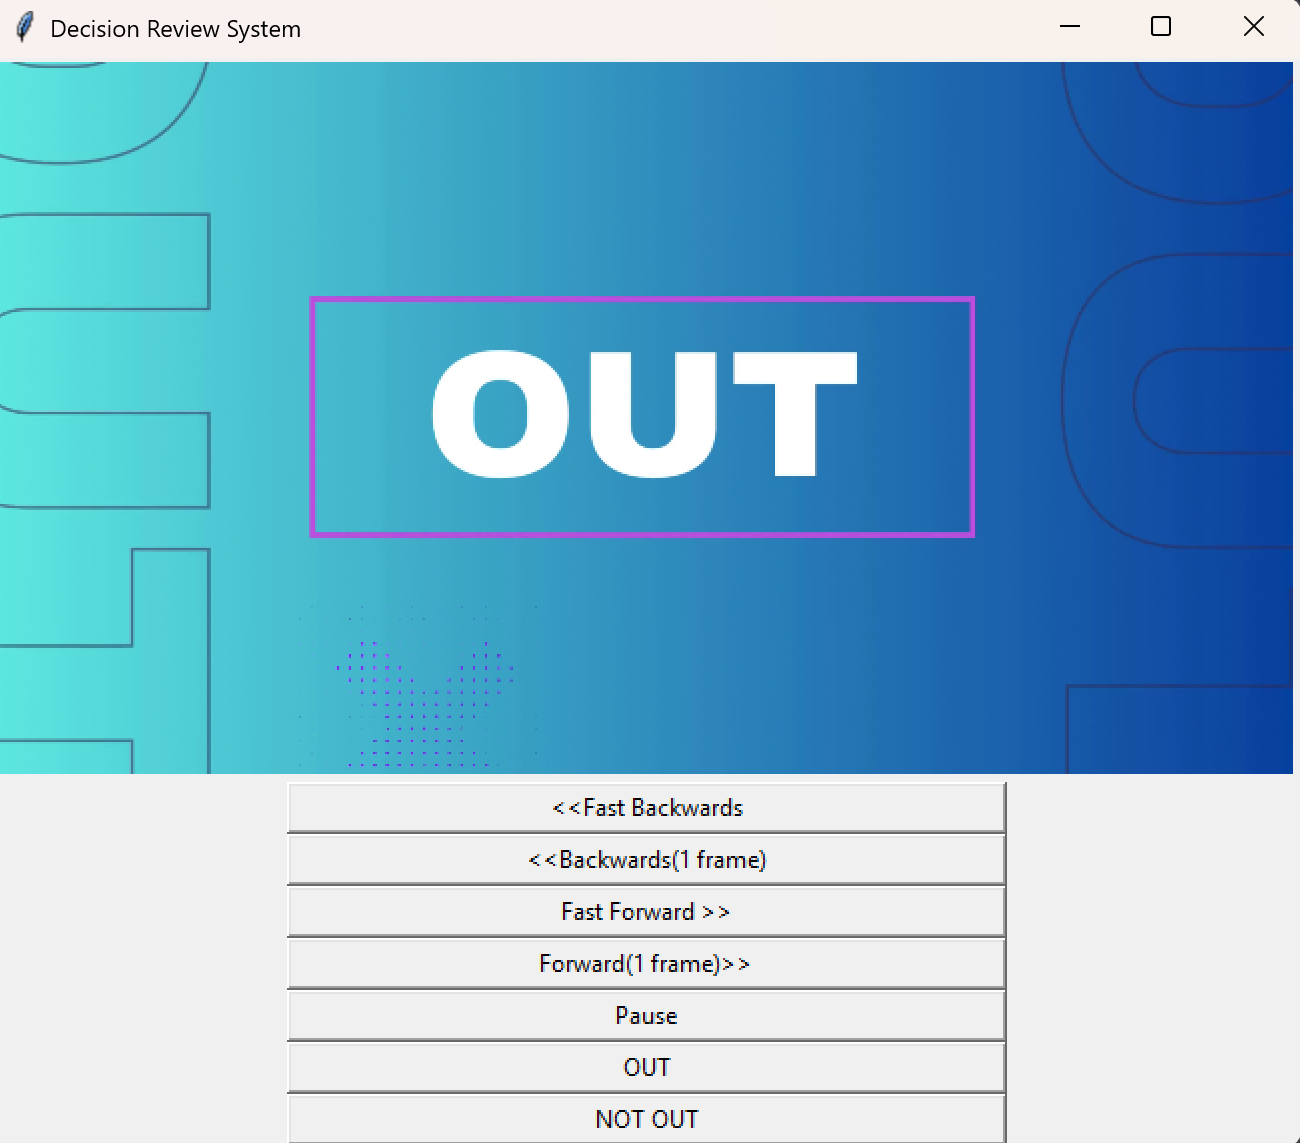 Decision Review System
OUT
<<Fast Backwards
<<Backwards(1 frame)
Fast Forward >>
Forward(1 frame)>>
Pause
OUT
NOT OUT